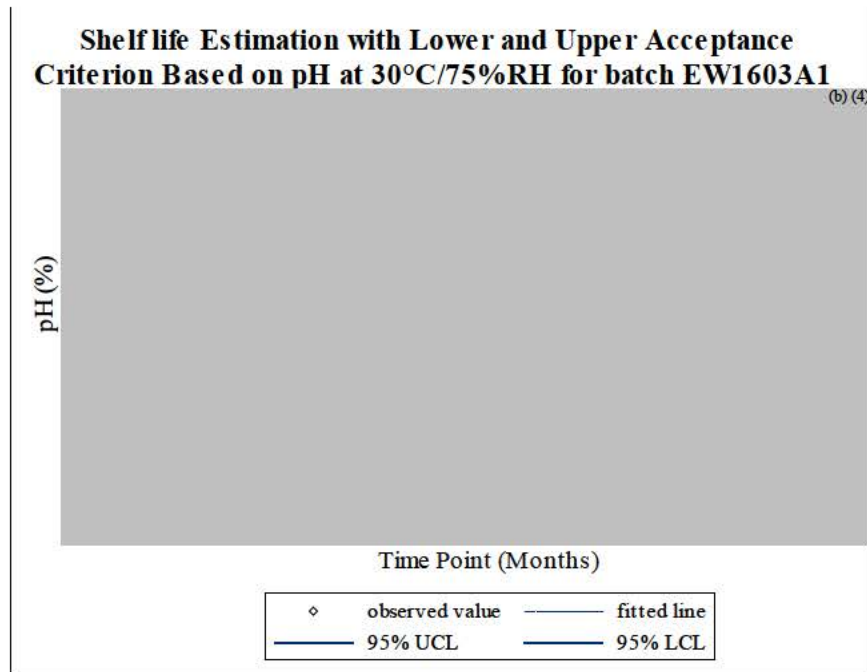 Shelf life Estimation with Lower and Upper Acceptance
Criterion Based on pH at 30°C/75%RH for batch EW1603A1
(b) (4)
pH (%)
Time Point (Months)
observed value fitted line
95% UCL 95% LCL